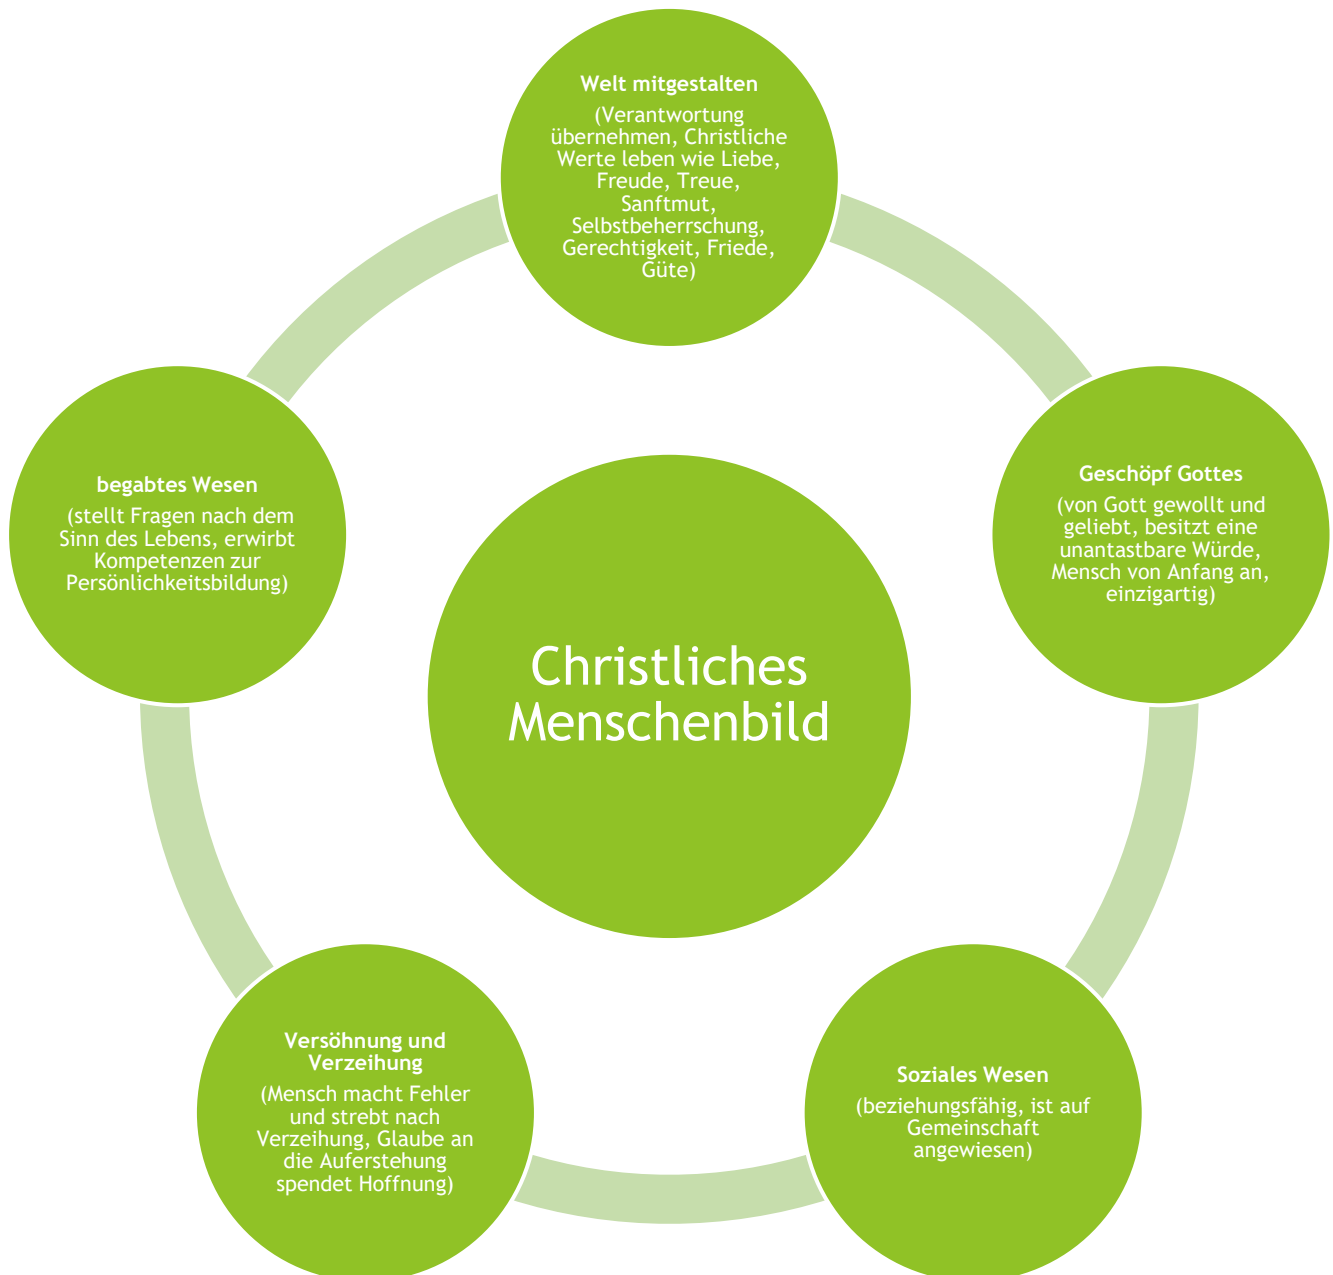 Welt mitgestalten
(Verantwortung
übernehmen, Christliche
Werte leben wie Liebe,
Freude, Treue,
Sanftmut,
Selbstbeherrschung,
Gerechtigkeit, Friede,
Güte)
Geschöpf Gottes
(von Gott gewollt und
geliebt, besitzt eine
unantastbare Würde,
Mensch von Anfang an,
einzigartig)
Soziales Wesen
(beziehungsfähig, ist auf
Gemeinschaft
angewiesen)
Versöhnung und
Verzeihung
(Mensch macht Fehler
und strebt nach
Verzeihung, Glaube an
die Auferstehung
spendet Hoffnung)
begabtes Wesen
(stellt Fragen nach dem
Sinn des Lebens, erwirbt
Kompetenzen zur
Persönlichkeitsbildung)
Christliches
Menschenbild